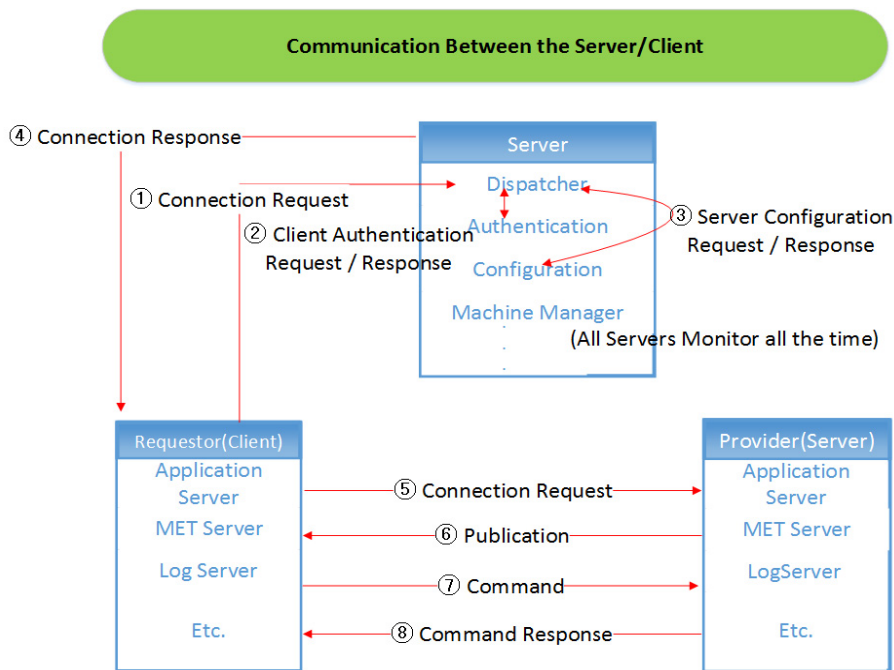 Communication Between the Server/Client
④ Connection Response
Server
Dispatcher
① Connection Request
③ Server Configuration
Request / Response
Authentication
② Client Authentication
Request / Response
Configuration
Machine Manager
(All Servers Monitor all the time)
Requestor(Client)
Application
Server
MET Server
Log Server
Etc.
Provider(Server)
Application
Server
MET Server
LogServer
Etc.
⑤ Connection Request
⑥ Publication
⑦ Command
⑧ Command Response